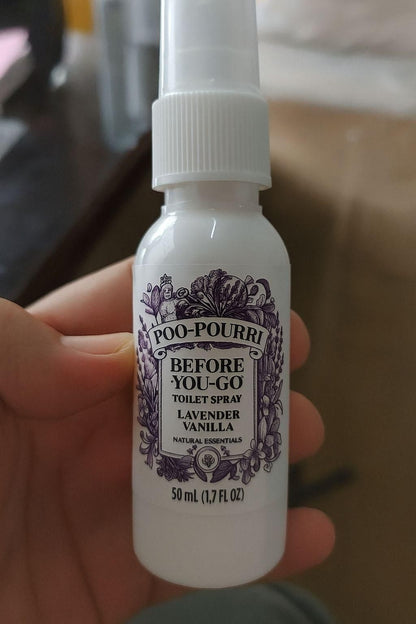 POO-POURRI
BEFORE
·YOU-GO·
TOILET SPRAY
LAVENDER
VANILLA
NATURAL ESSENTIALS
50 mL (1,7 FL OZ)